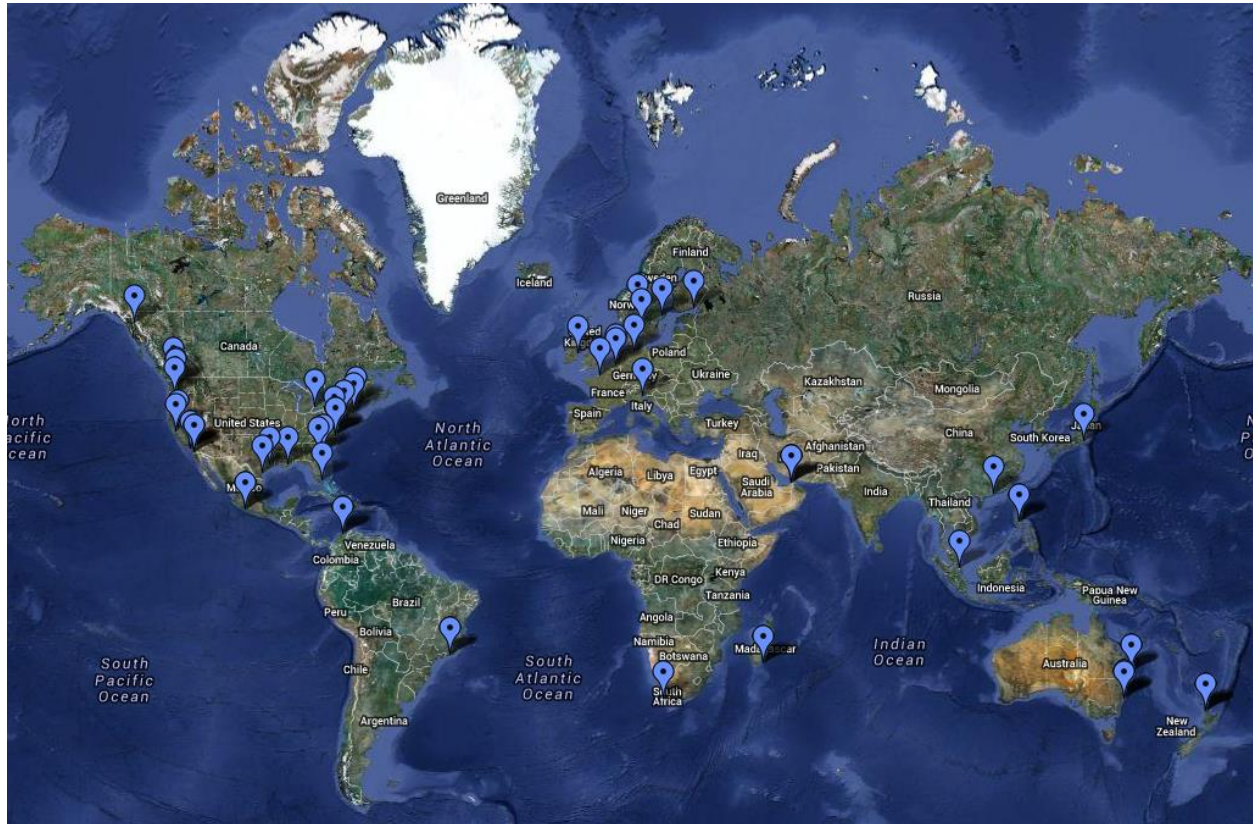 Greenland
Iceland
Finland
Russia
Canada
Poland
Ukraine
France
Italy
Spain
Turkey
Kazakhstan
Mongolia
United States
North
Atlantic
Ocean
China
South Korea
Afghanistan
Iraq
Pakistan
Algeria
Libya
Egypt
Saudi
Arabia
India
Mali
Niger
Chad
Sudan
Thailand
Nigeria
Ethiopia
Venezuela
Colombia
DR Congo
Kenya
Tanzania
Indonesia
Papua New
Guinea
Peru
Brazil
Bolivia
Angola
Namibia
Botswana
Indian
Ocean
Australia
South
Pacific
Ocean
Chile
South
Atlantic
Ocean
South
Africa
Argentina
New
Zealand